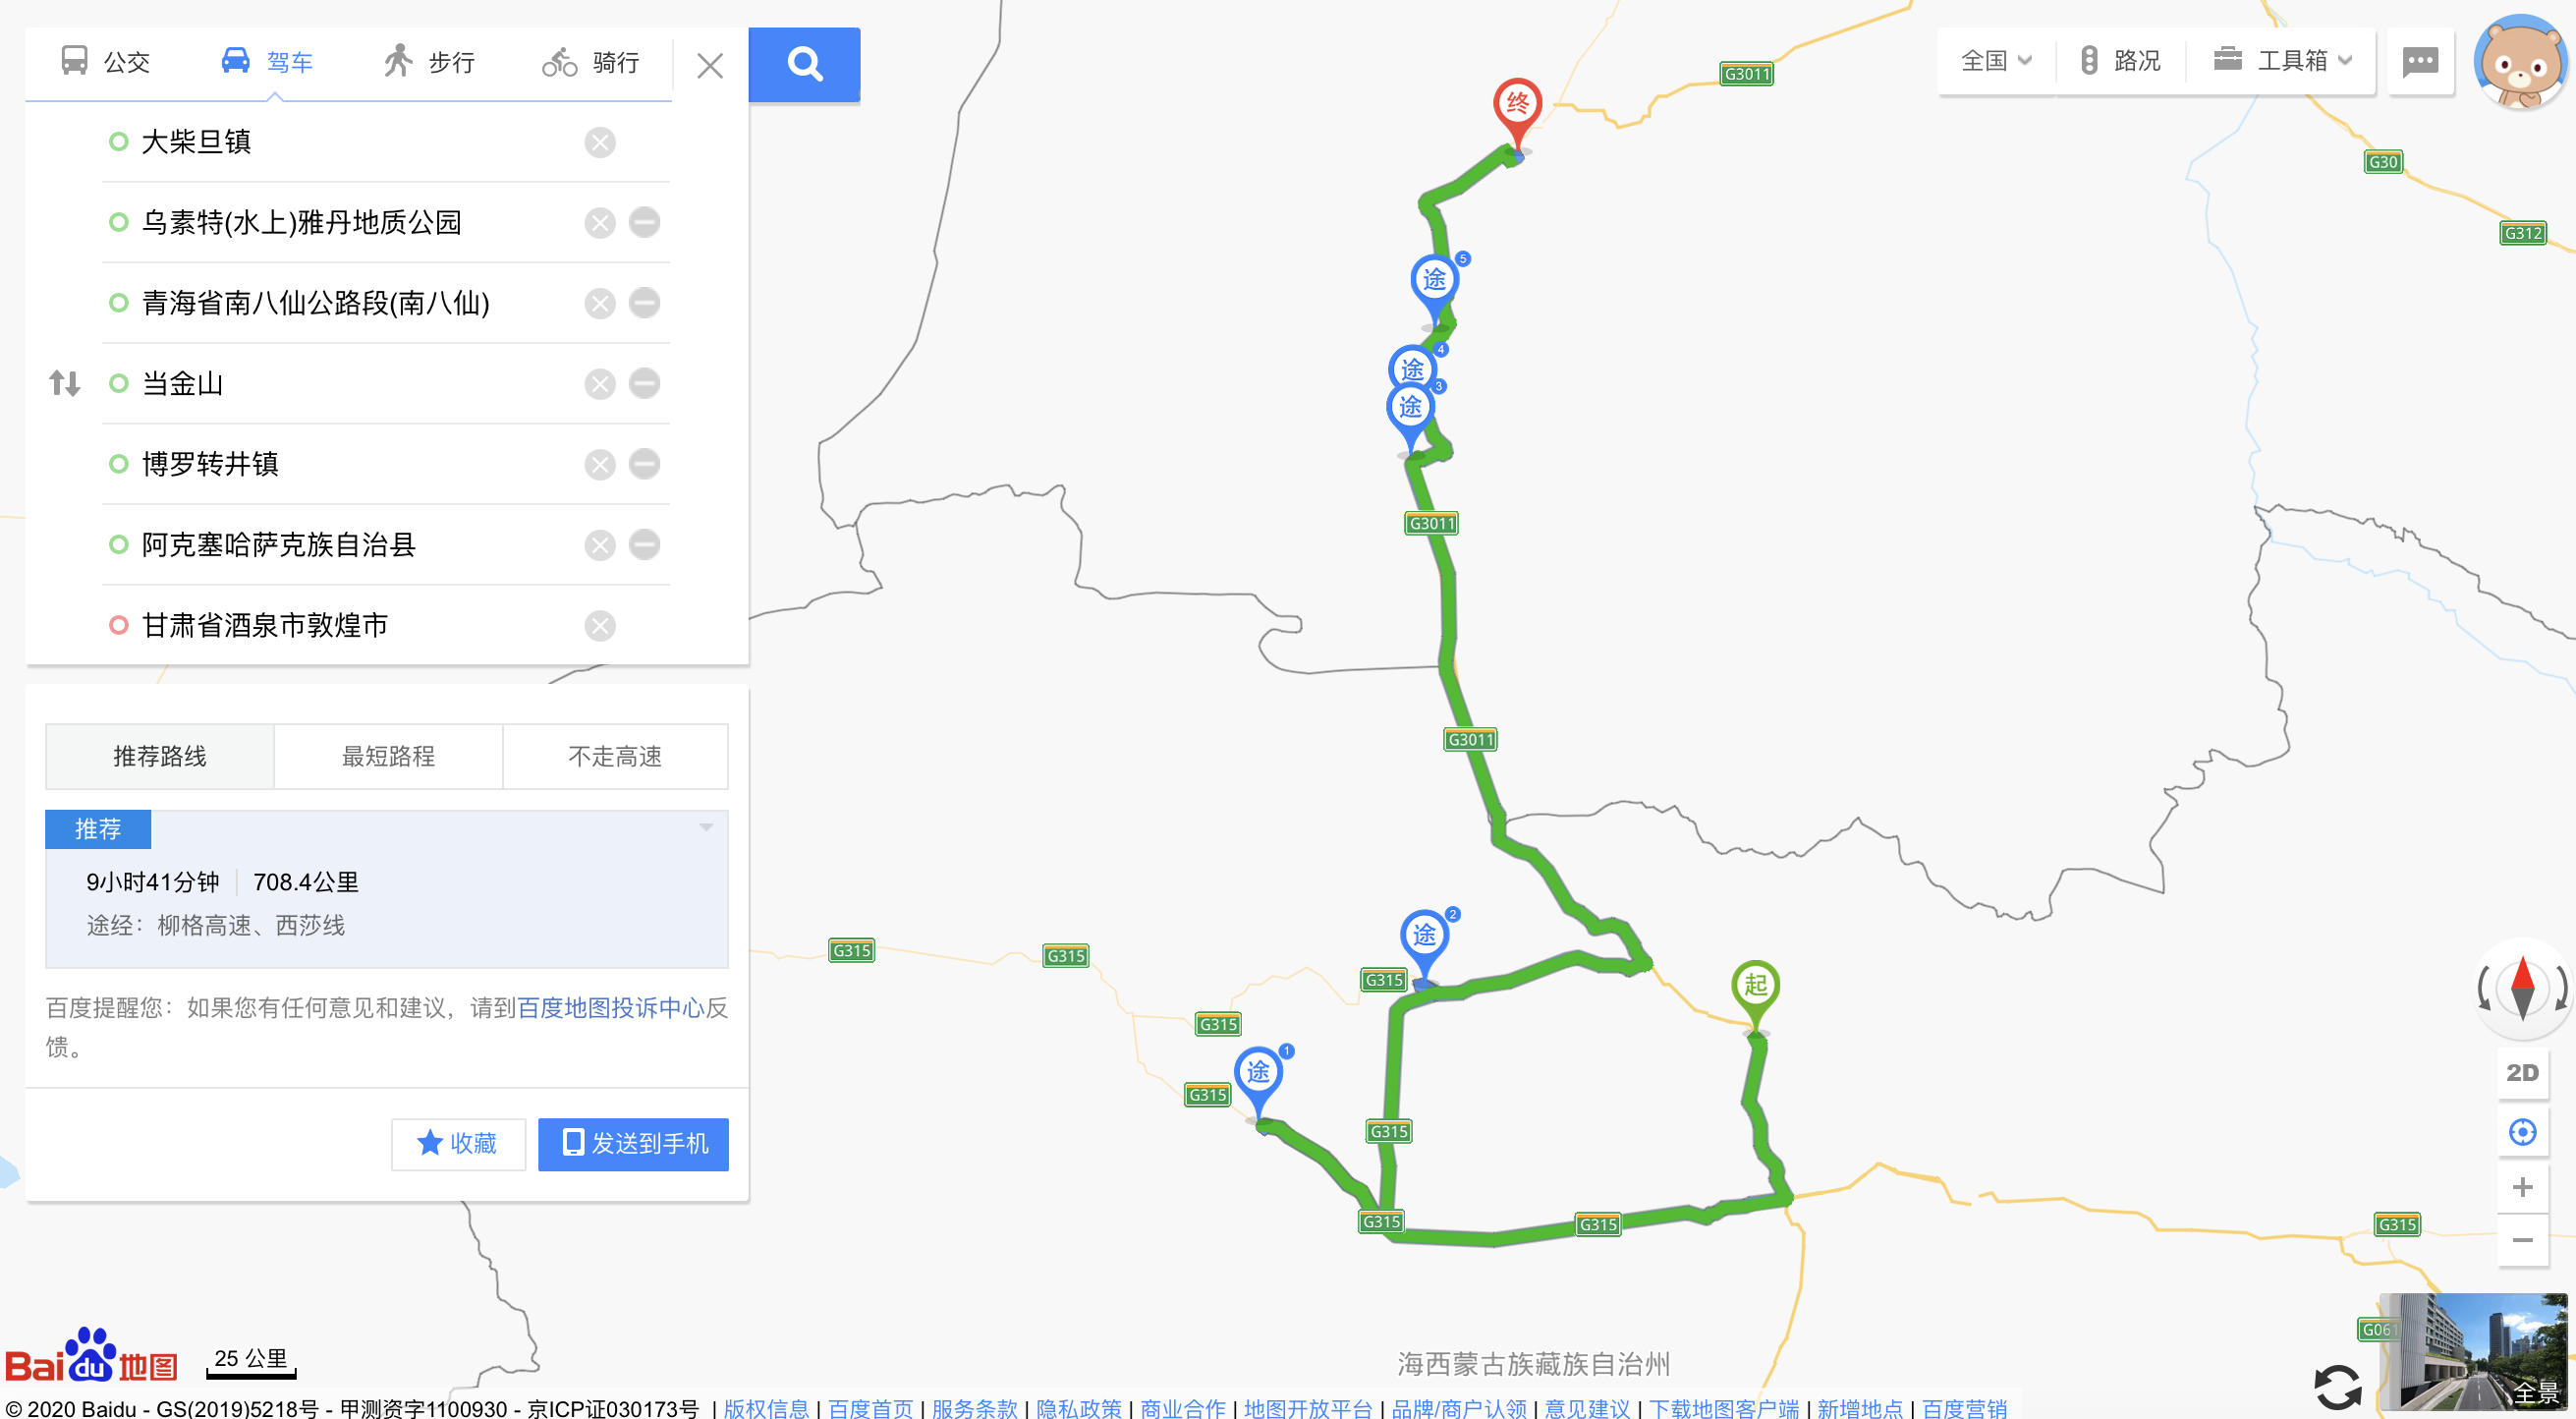 公交 驾车 步行 骑行
全国 路况 工具箱
大柴旦镇
乌素特(水上)雅丹地质公园
青海省南八仙公路段(南八仙)
当金山
博罗转井镇
阿克塞哈萨克族自治县
甘肃省酒泉市敦煌市
推荐路线 最短路程 不走高速
推荐
9小时41分钟 708.4公里
途经：柳格高速、西莎线
百度提醒您：如果您有任何意见和建议，请到百度地图投诉中心反
馈。
收藏 发送到手机
终
G3011
G30
G312
途 5
途 4
途 3
G3011
G3011
途 2
起
G315
G315
G315
G315
途 1
G315
G315
G315
G315
G315
G061
2D
海西蒙古族藏族自治州
全景
Bai du 地图
25 公里
© 2020 Baidu - GS(2019)5218号 - 甲测资字1100930 - 京ICP证030173号 | 版权信息 | 百度首页 | 服务条款 | 隐私政策 | 商业合作 | 地图开放平台 | 品牌/商户认领 | 意见建议 | 下载地图客户端 | 新增地点 | 百度营销